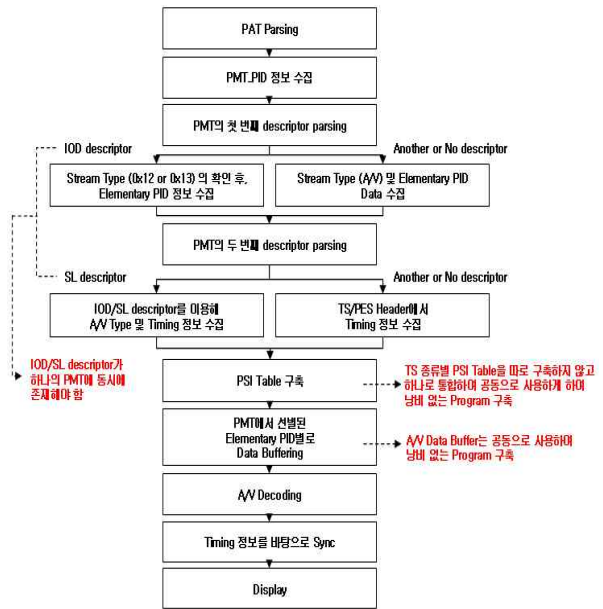 PAT Parsing
PMT_PID 정보 수집
PMT의 첫 번째 descriptor parsing
IOD descriptor
Another or No descriptor
Stream Type (0x12 or 0x13) 의 확인 후,
Elementary PID 정보 수집
Stream Type (A/V) 및 Elementary PID
Data 수집
PMT의 두 번째 descriptor parsing
SL descriptor
Another or No descriptor
IOD/SL descriptor를 이용해
A/V Type 및 Timing 정보 수집
TS/PES Header에서
Timing 정보 수집
IOD/SL descriptor가
하나의 PMT에 동시에
존재해야 함
PSI Table 구축
TS 종류별 PSI Table을 따로 구축하지 않고
하나로 통합하여 공동으로 사용하게 하여
낭비 없는 Program 구축
PMT에서 선별된
Elementary PID별로
Data Buffering
A/V Data Buffer는 공동으로 사용하여
낭비 없는 Program 구축
A/V Decoding
Timing 정보를 바탕으로 Sync
Display